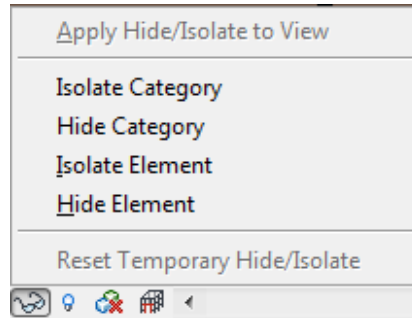 Apply Hide/Isolate to View
Isolate Category
Hide Category
Isolate Element
Hide Element
Reset Temporary Hide/Isolate